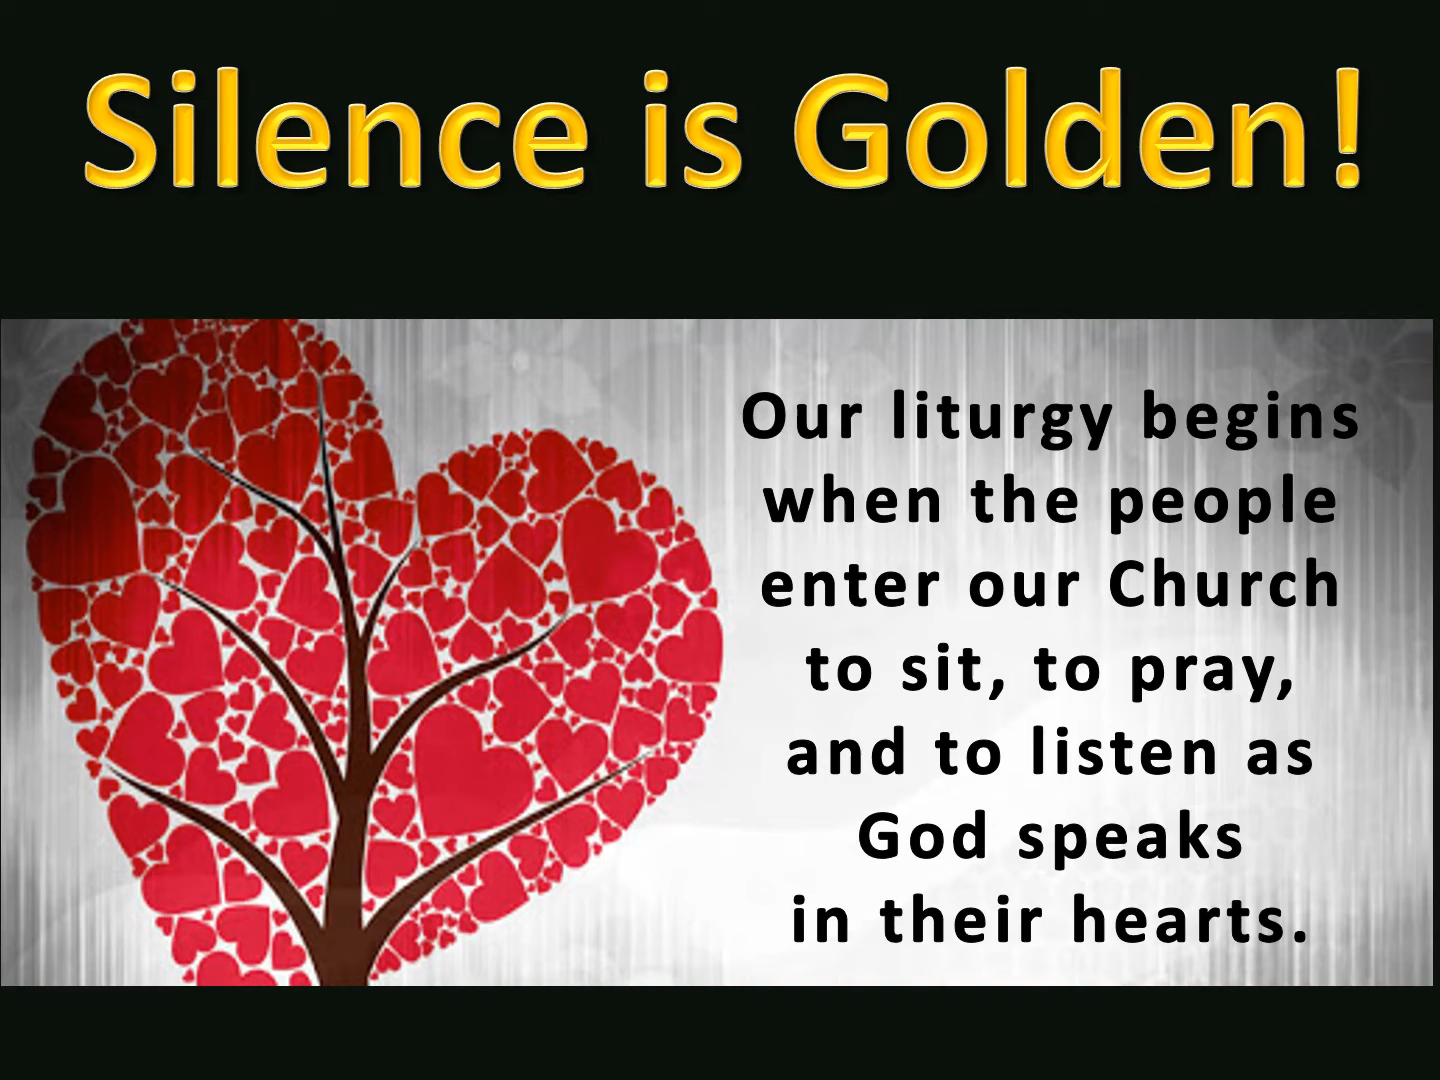 Silence is Golden!
Our liturgy begins
when the people
enter our Church
to sit, to pray,
and to listen as
God speaks
in their hearts.